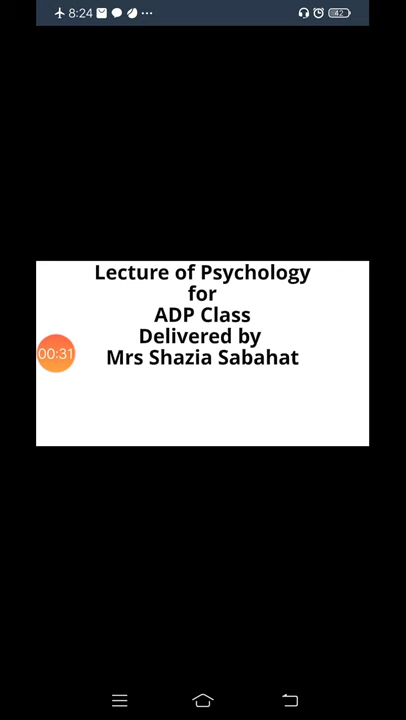 8:24
42
Lecture of Psychology
for
ADP Class
Delivered by
Mrs Shazia Sabahat
00:31